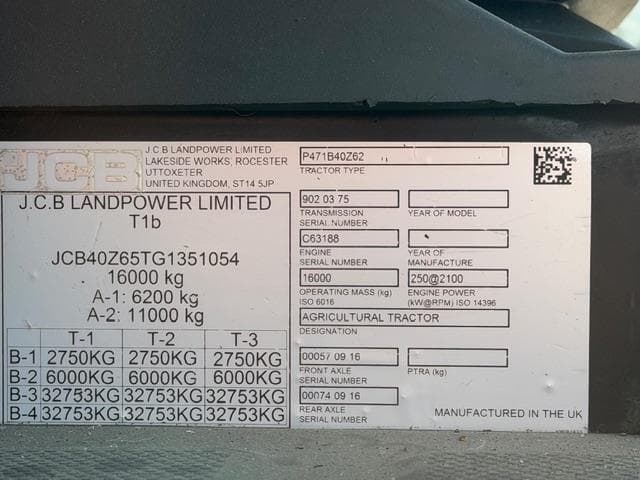 JCB
J.C.B LANDPOWER LIMITED
LAKESIDE WORKS, ROCESTER
UTTOXETER
UNITED KINGDOM, ST14 5JP
J.C.B LANDPOWER LIMITED
T1b
JCB40Z65TG1351054
16000 kg
A-1: 6200 kg
A-2: 11000 kg
T-1 T-2 T-3
B-1 2750KG 2750KG 2750KG
B-2 6000KG 6000KG 6000KG
B-3 32753KG 32753KG 32753KG
B-4 32753KG 32753KG 32753KG
P471B40Z62
TRACTOR TYPE
902 03 75
TRANSMISSION
SERIAL NUMBER
YEAR OF MODEL
C63188
ENGINE
SERIAL NUMBER
YEAR OF
MANUFACTURE
16000 250@2100
OPERATING MASS (kg)
ISO 6016
ENGINE POWER
(kW@RPM) ISO 14396
AGRICULTURAL TRACTOR
DESIGNATION
00057 09 16
FRONT AXLE
SERIAL NUMBER
PTRA (kg)
00074 09 16
REAR AXLE
SERIAL NUMBER
MANUFACTURED IN THE UK